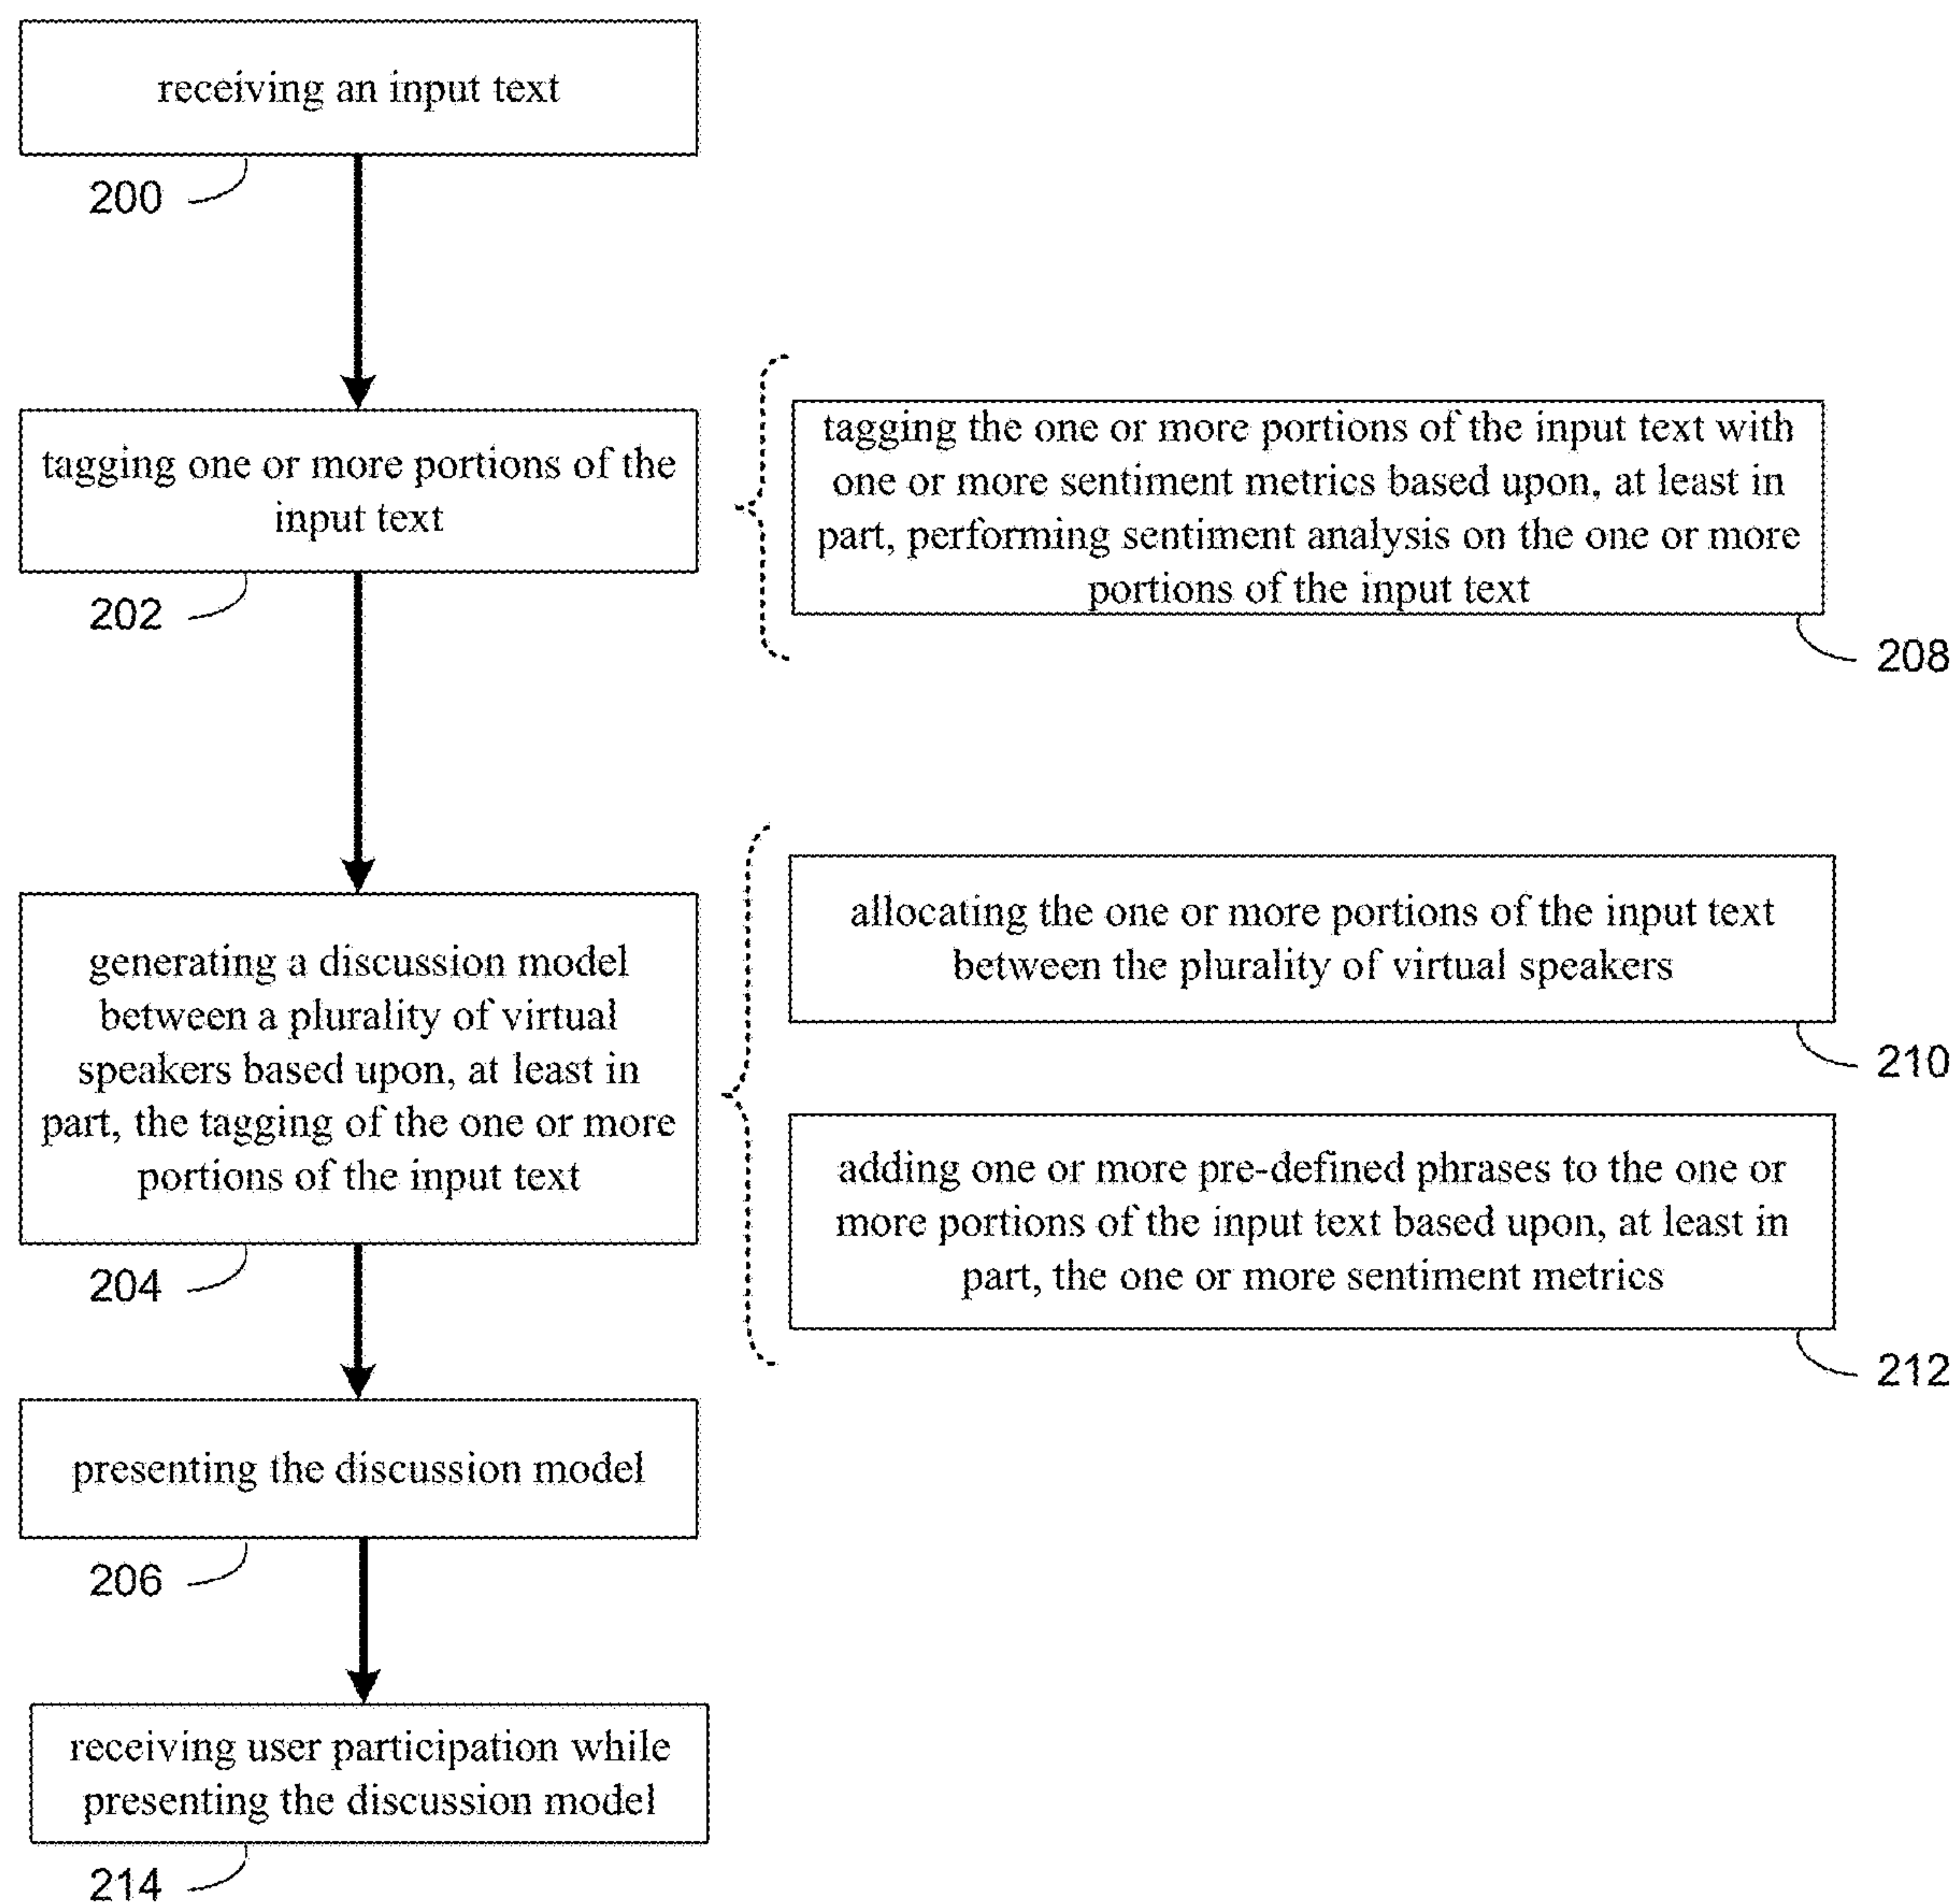 receiving an input text
200
tagging one or more portions of the
input text
202
tagging the one or more portions of the input text with
one or more sentiment metrics based upon, at least in
part, performing sentiment analysis on the one or more
portions of the input text
208
generating a discussion model
between a plurality of virtual
speakers based upon, at least in
part, the tagging of the one or more
portions of the input text
204
allocating the one or more portions of the input text
between the plurality of virtual speakers
210
adding one or more pre-defined phrases to the one or
more portions of the input text based upon, at least in
part, the one or more sentiment metrics
212
presenting the discussion model
206
receiving user participation while
presenting the discussion model
214